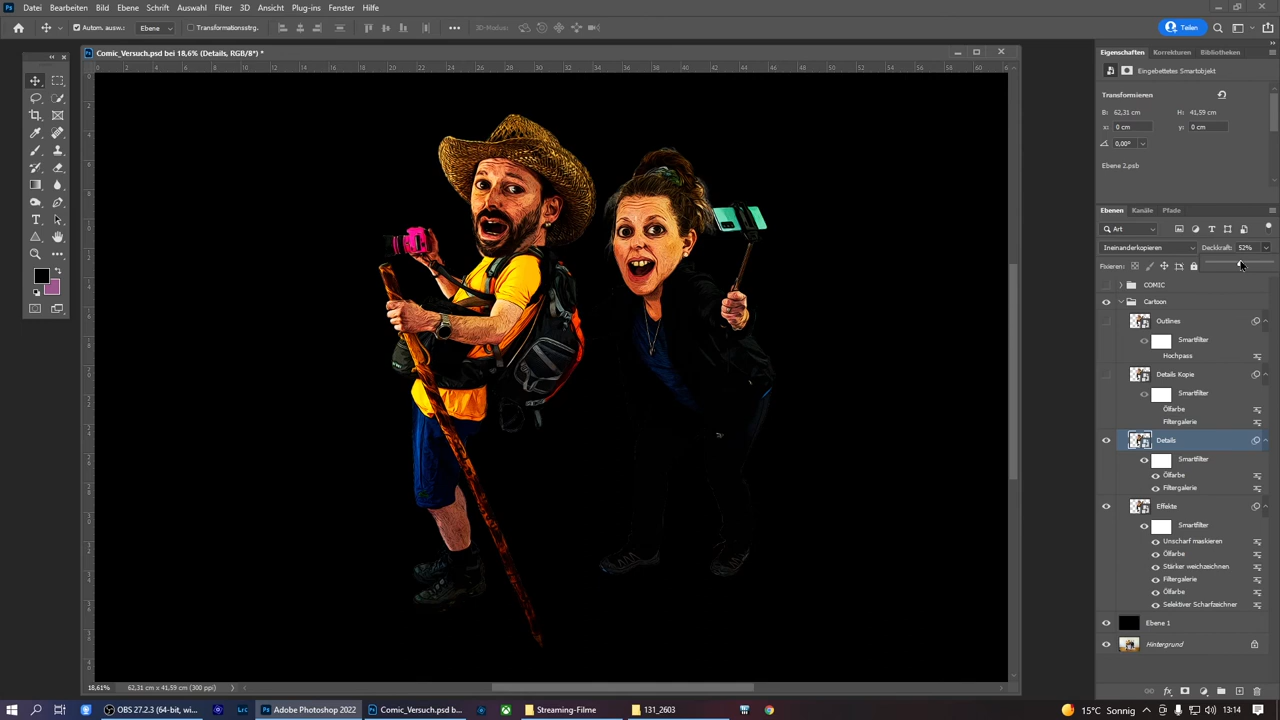 Ps Datei Bearbeiten Bild Ebene Schrift Auswahl Filter 3D Ansicht Plug-ins Fenster Hilfe
Autom. ausw.: Ebene Transformationsstrg. 3D-Modus: Teilen
Comic_Versuch.psd bei 18,6% (Details, RGB/8*) *
Eigenschaften Korrekturen Bibliotheken
Eingebettetes Smartobjekt
Transformieren
B: 62,31 cm H: 41,59 cm
x: 0 cm y: 0 cm
0,00°
Ebene 2.psb
Ebenen Kanäle Pfade
Art
Ineinanderkopieren Deckkraft: 52%
Fixieren:
COMIC
Cartoon
Outlines
Smartfilter
Hochpass
Details Kopie
Smartfilter
Ölfarbe
Filtergalerie
Details
Smartfilter
Ölfarbe
Filtergalerie
Effekte
Smartfilter
Unscharf maskieren
Ölfarbe
Stärker weichzeichnen
Filtergalerie
Ölfarbe
Selektiver Scharfzeichner
Ebene 1
Hintergrund
18,61% 62,31 cm x 41,59 cm (300 ppi)
OBS 27.2.3 (64-bit, wi... Lrc Adobe Photoshop 2022 Comic_Versuch.psd b... Streaming-Filme 131_2603 15°C Sonnig 13:14